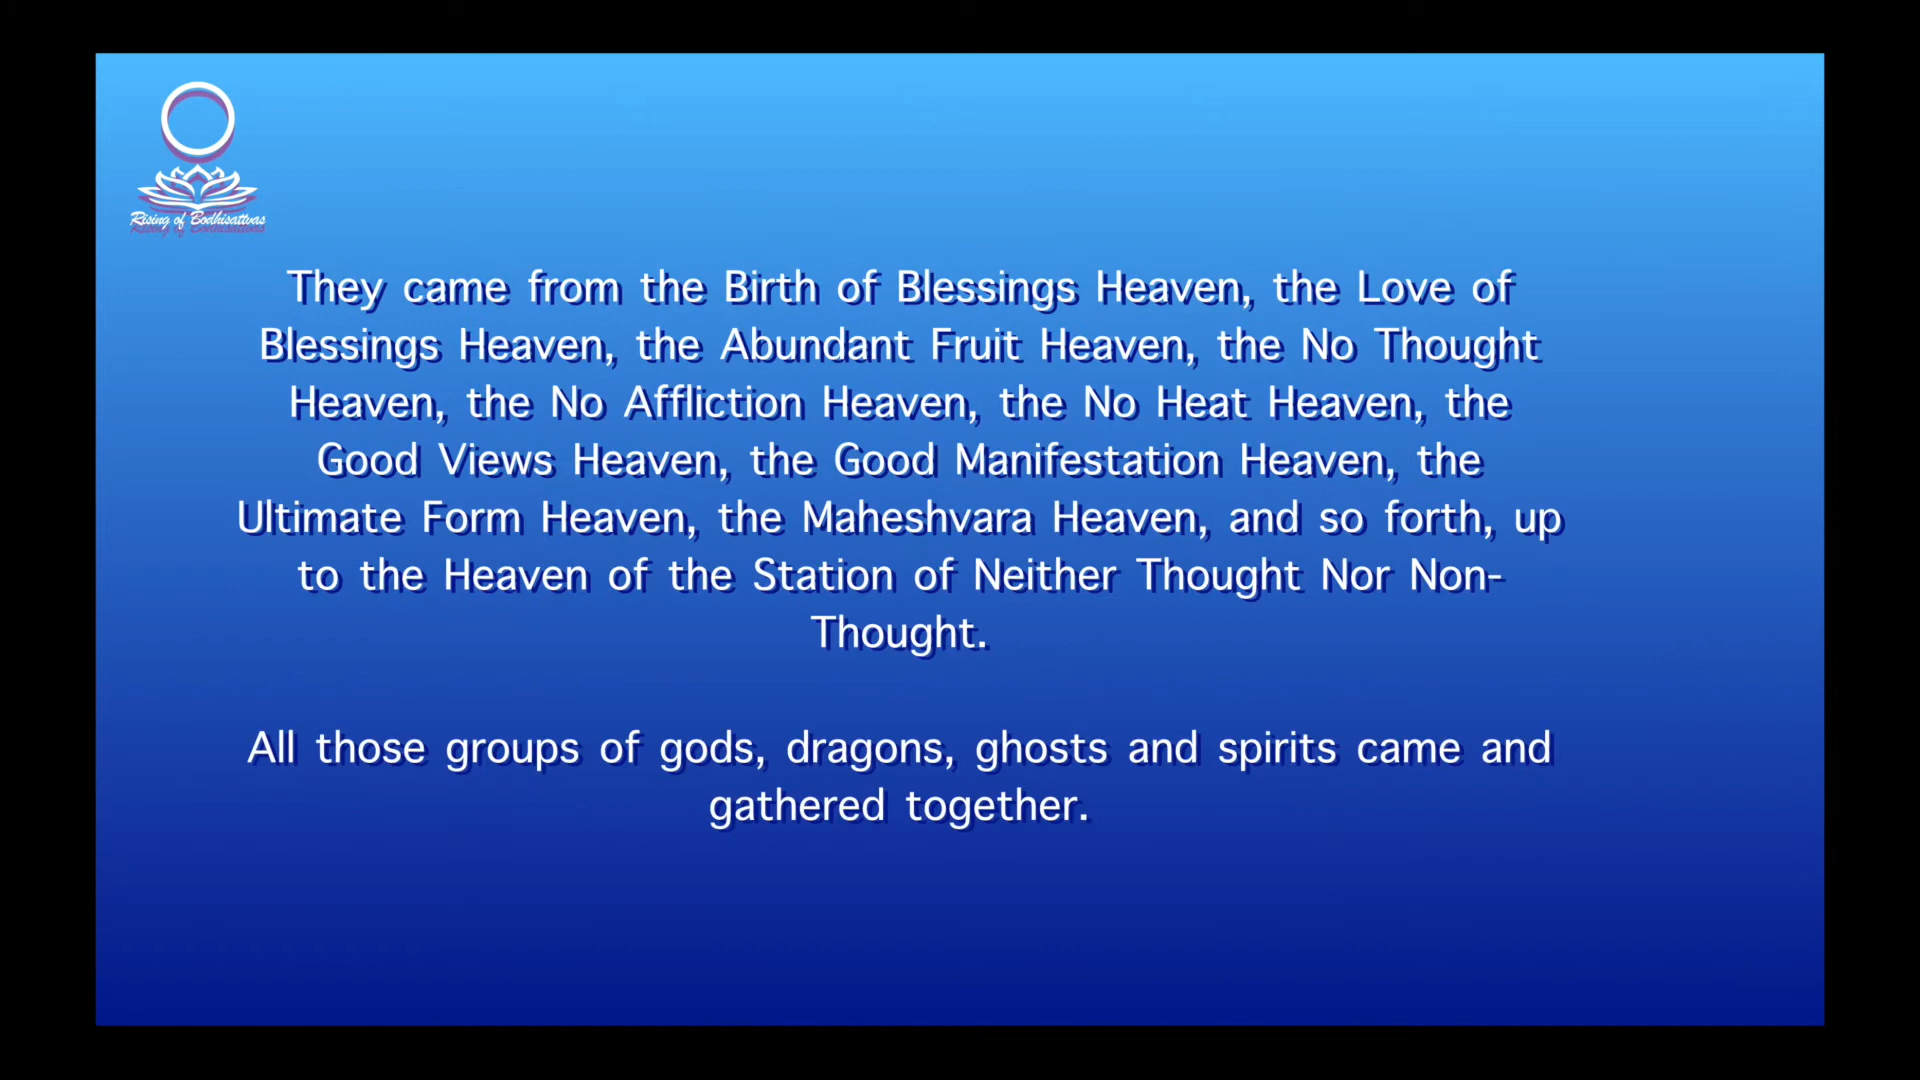 Rising of Bodhisattvas
They came from the Birth of Blessings Heaven, the Love of
Blessings Heaven, the Abundant Fruit Heaven, the No Thought
Heaven, the No Affliction Heaven, the No Heat Heaven, the
Good Views Heaven, the Good Manifestation Heaven, the
Ultimate Form Heaven, the Maheshvara Heaven, and so forth, up
to the Heaven of the Station of Neither Thought Nor Non-
Thought.
All those groups of gods, dragons, ghosts and spirits came and
gathered together.